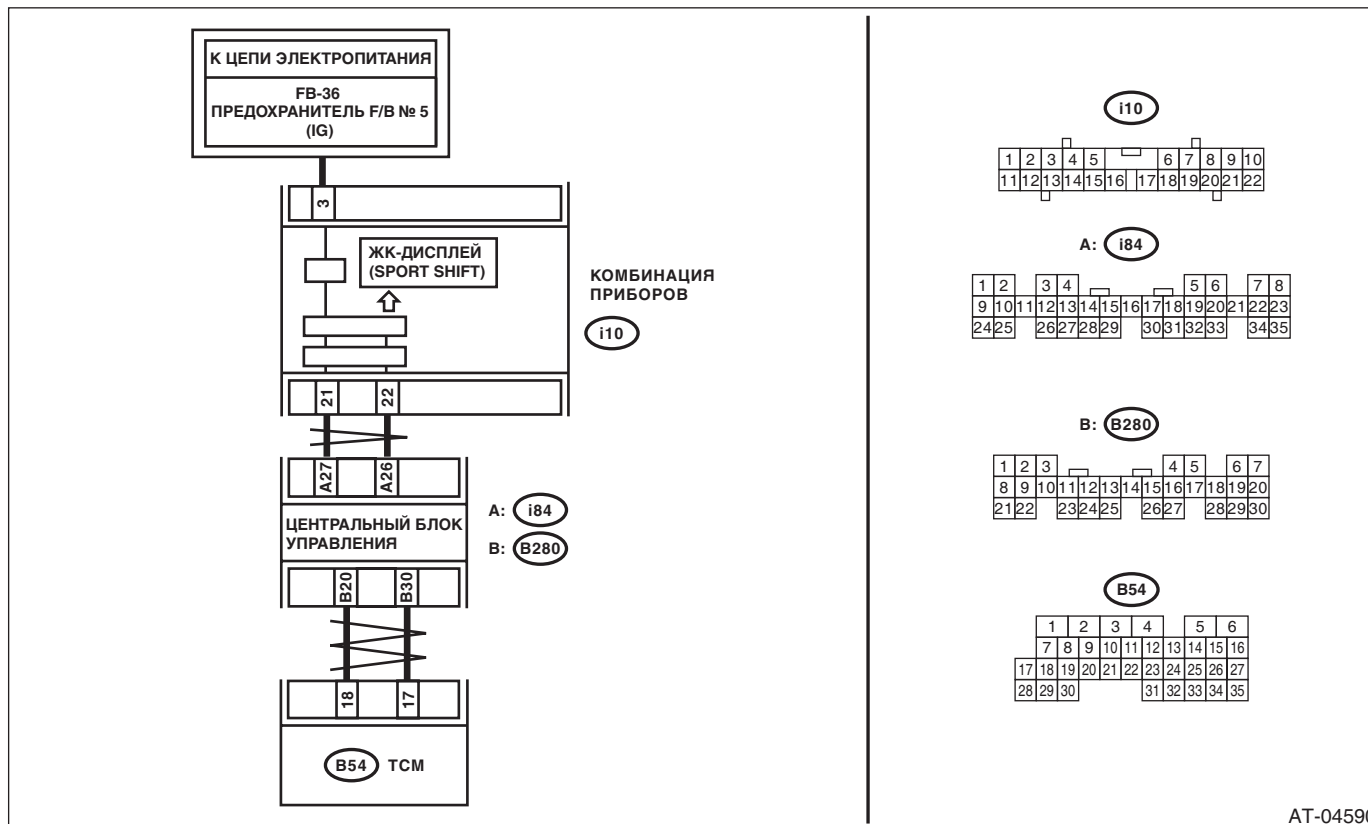 К ЦЕПИ ЭЛЕКТРОПИТАНИЯ
FB-36
ПРЕДОХРАНИТЕЛЬ F/B № 5
(IG)
3
ЖК-ДИСПЛЕЙ
(SPORT SHIFT)
КОМБИНАЦИЯ
ПРИБОРОВ
i10
21 22
A27 A26
ЦЕНТРАЛЬНЫЙ БЛОК
УПРАВЛЕНИЯ
A: i84
B: B280
B20 B30
18 17
B54 TCM
i10
1 2 3 4 5 6 7 8 9 10
11 12 13 14 15 16 17 18 19 20 21 22
A: i84
1 2 3 4 5 6 7 8
9 10 11 12 13 14 15 16 17 18 19 20 21 22 23
24 25 26 27 28 29 30 31 32 33 34 35
B: B280
1 2 3 4 5 6 7
8 9 10 11 12 13 14 15 16 17 18 19 20
21 22 23 24 25 26 27 28 29 30
B54
1 2 3 4 5 6
7 8 9 10 11 12 13 14 15 16
17 18 19 20 21 22 23 24 25 26 27
28 29 30 31 32 33 34 35
AT-04590